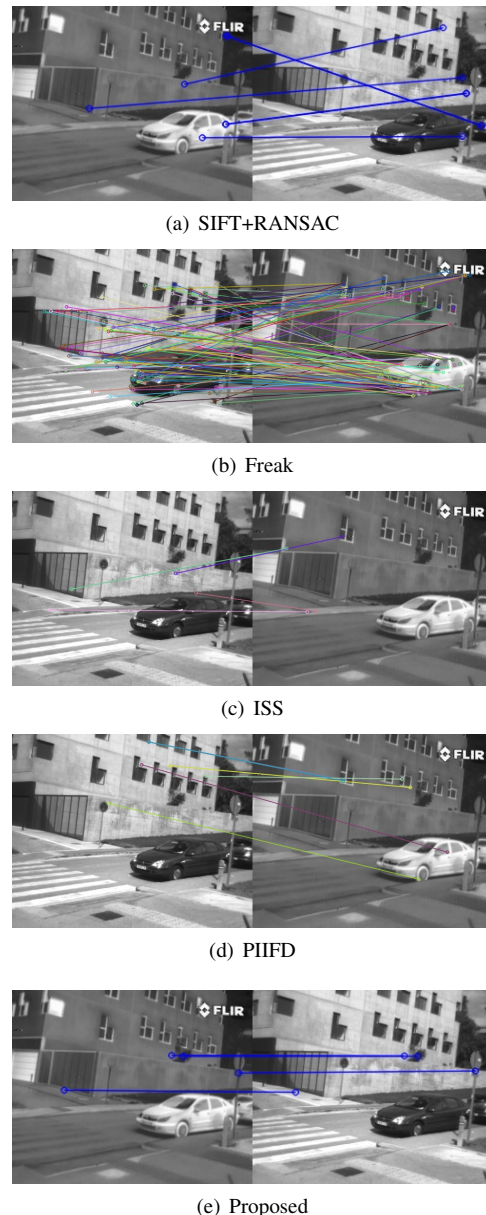 FLIR
(a) SIFT+RANSAC
FLIR
(b) Freak
FLIR
(c) ISS
FLIR
(d) PIIFD
FLIR
(e) Proposed